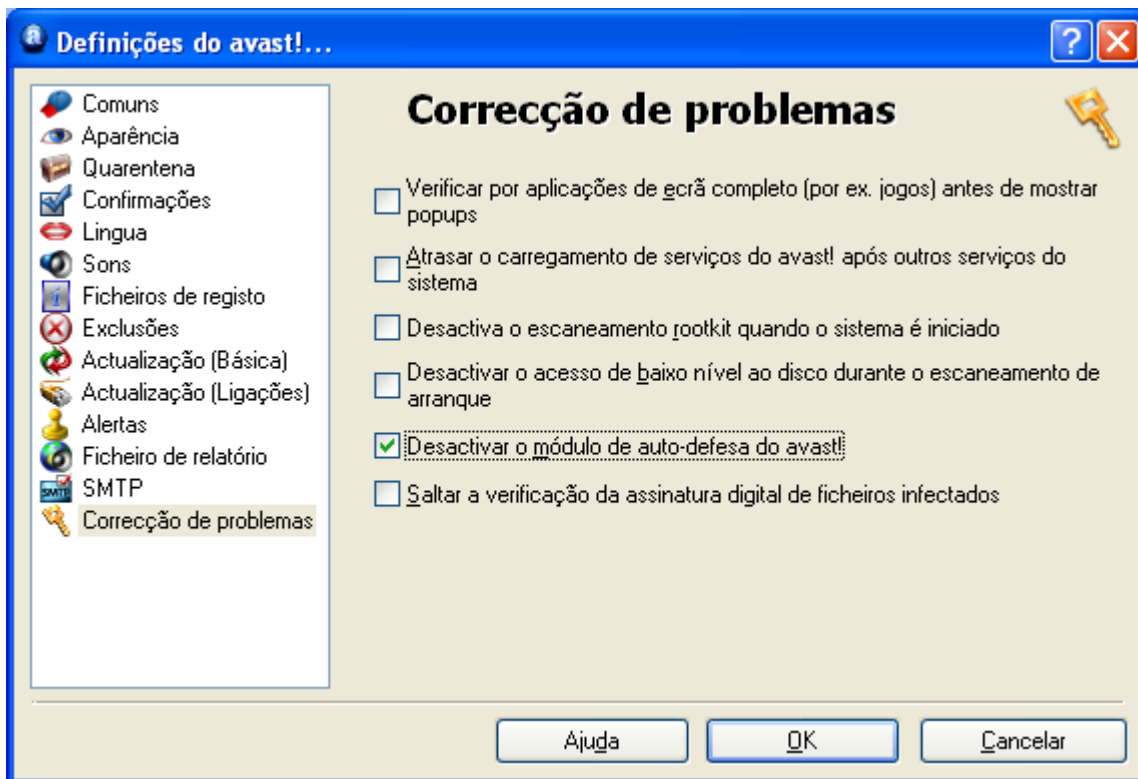 Definições do avast!...
Comuns
Aparência
Quarentena
Confirmações
Lingua
Sons
Ficheiros de registo
Exclusões
Actualização (Básica)
Actualização (Ligações)
Alertas
Ficheiro de relatório
SMTP
Correcção de problemas
Correcção de problemas
Verificar por aplicações de ecrã completo (por ex. jogos) antes de mostrar
popups
Atrasar o carregamento de serviços do avast! após outros serviços do
sistema
Desactiva o escaneamento rootkit quando o sistema é iniciado
Desactivar o acesso de baixo nível ao disco durante o escaneamento de
arranque
Desactivar o módulo de auto-defesa do avast!
Saltar a verificação da assinatura digital de ficheiros infectados
Ajuda
OK
Cancelar